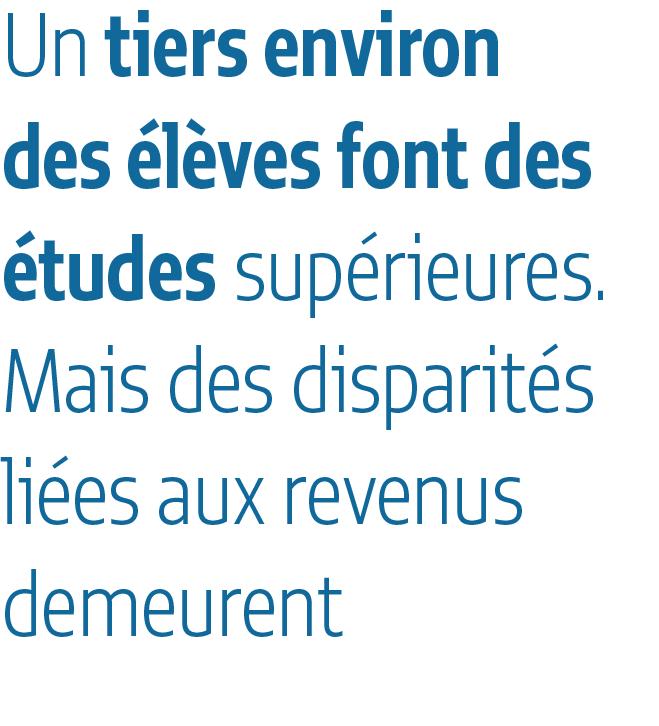 Un tiers environ
des élèves font des
études supérieures.
Mais des disparités
liées aux revenus
demeurent